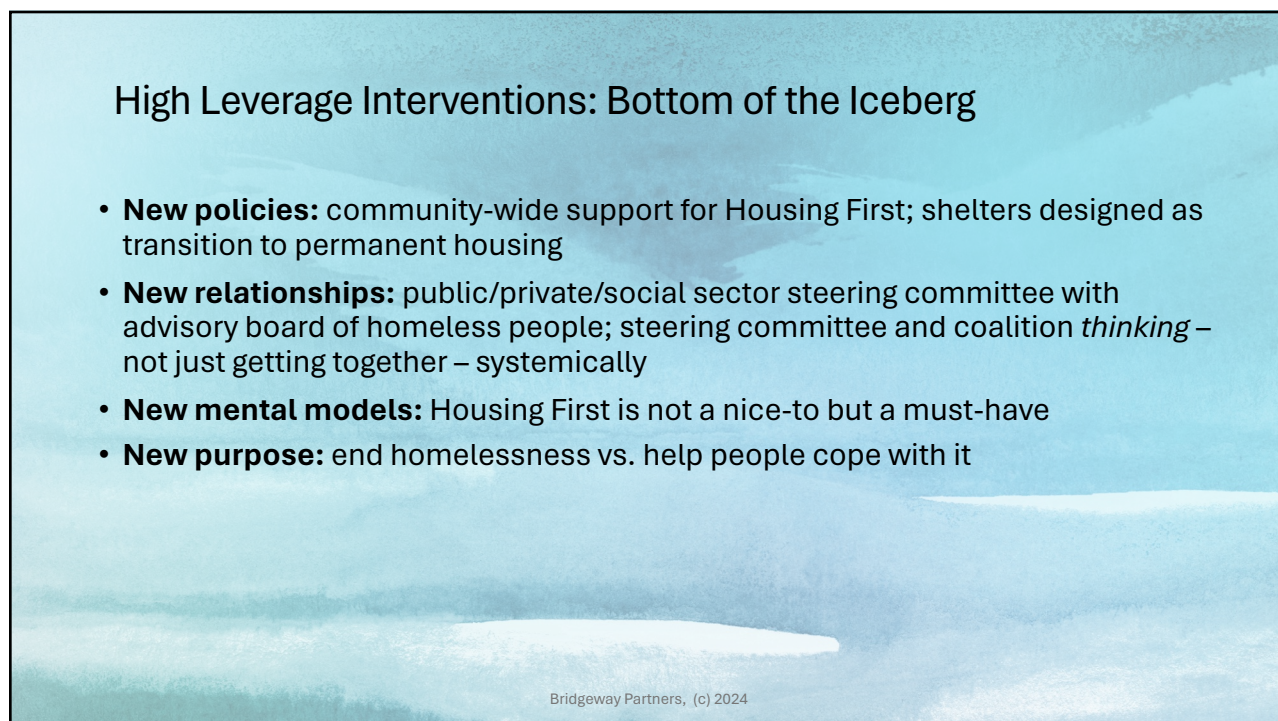 High Leverage Interventions: Bottom of the Iceberg
• New policies: community-wide support for Housing First; shelters designed as
transition to permanent housing
• New relationships: public/private/social sector steering committee with
advisory board of homeless people; steering committee and coalition thinking –
not just getting together – systemically
• New mental models: Housing First is not a nice-to but a must-have
• New purpose: end homelessness vs. help people cope with it
Bridgeway Partners, (c) 2024